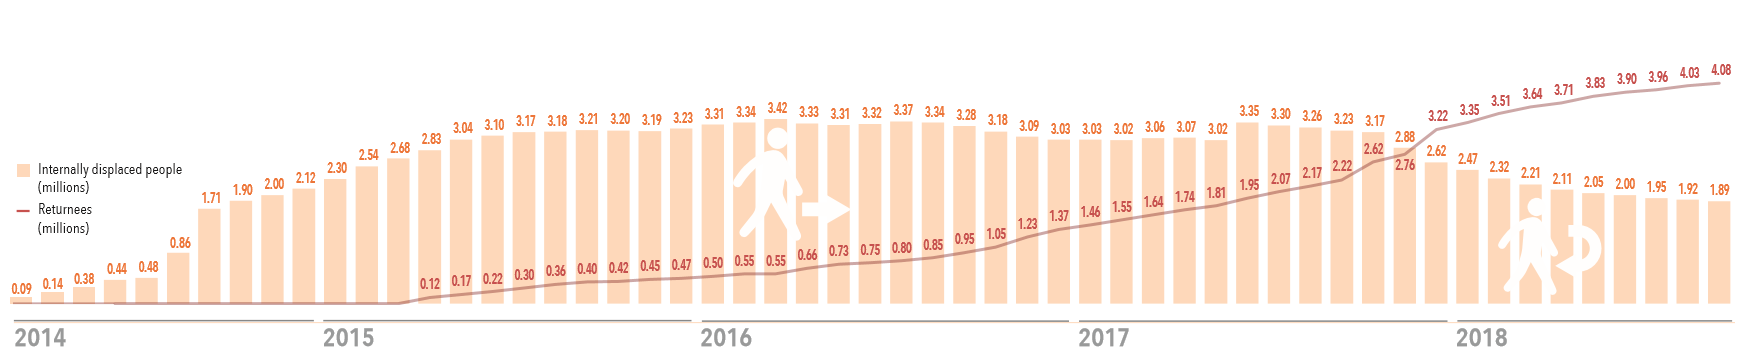 0.09 0.14 0.38 0.44 0.48 0.86 1.71 1.90 2.00 2.12 2.30 2.54 2.68 2.83 3.04 3.10 3.17 3.18 3.21 3.20 3.19 3.23 3.31 3.34 3.42 3.33 3.31 3.32 3.37 3.34 3.28 3.18 3.09 3.03 3.03 3.02 3.06 3.07 3.02 3.35 3.30 3.26 3.23 3.17 2.88 2.62 2.47 2.32 2.21 2.11 2.05 2.00 1.95 1.92 1.89
Internally displaced people
(millions)
Returnees
(millions)
0.12 0.17 0.22 0.30 0.36 0.40 0.42 0.45 0.47 0.50 0.55 0.55 0.66 0.73 0.75 0.80 0.85 0.95 1.05 1.23 1.37 1.46 1.55 1.64 1.74 1.81 1.95 2.07 2.17 2.22 2.62 2.76 3.22 3.35 3.51 3.64 3.71 3.83 3.90 3.96 4.03 4.08
2014 2015 2016 2017 2018